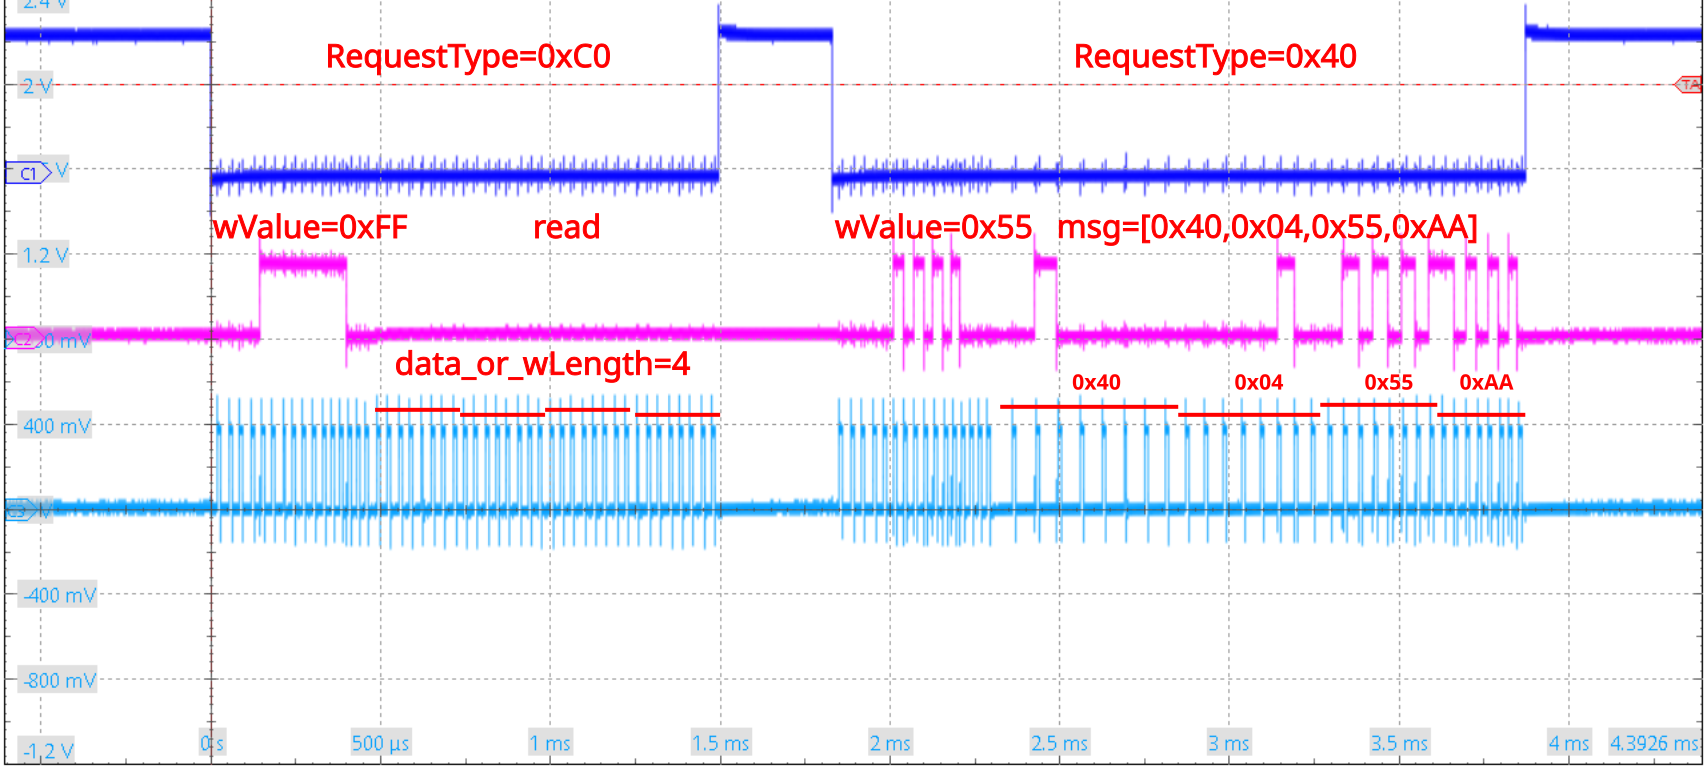 2.4 V
RequestType=0xC0
RequestType=0x40
2 V
TA
C1
V
wValue=0xFF
read
wValue=0x55
msg=[0x40,0x04,0x55,0xAA]
1.2 V
C2
data_or_wLength=4
0x40
0x04
0x55
0xAA
400 mV
C3
-400 mV
-800 mV
-1,2 V
0 s
500 µs
1 ms
1.5 ms
2 ms
2.5 ms
3 ms
3.5 ms
4 ms
4.3926 ms